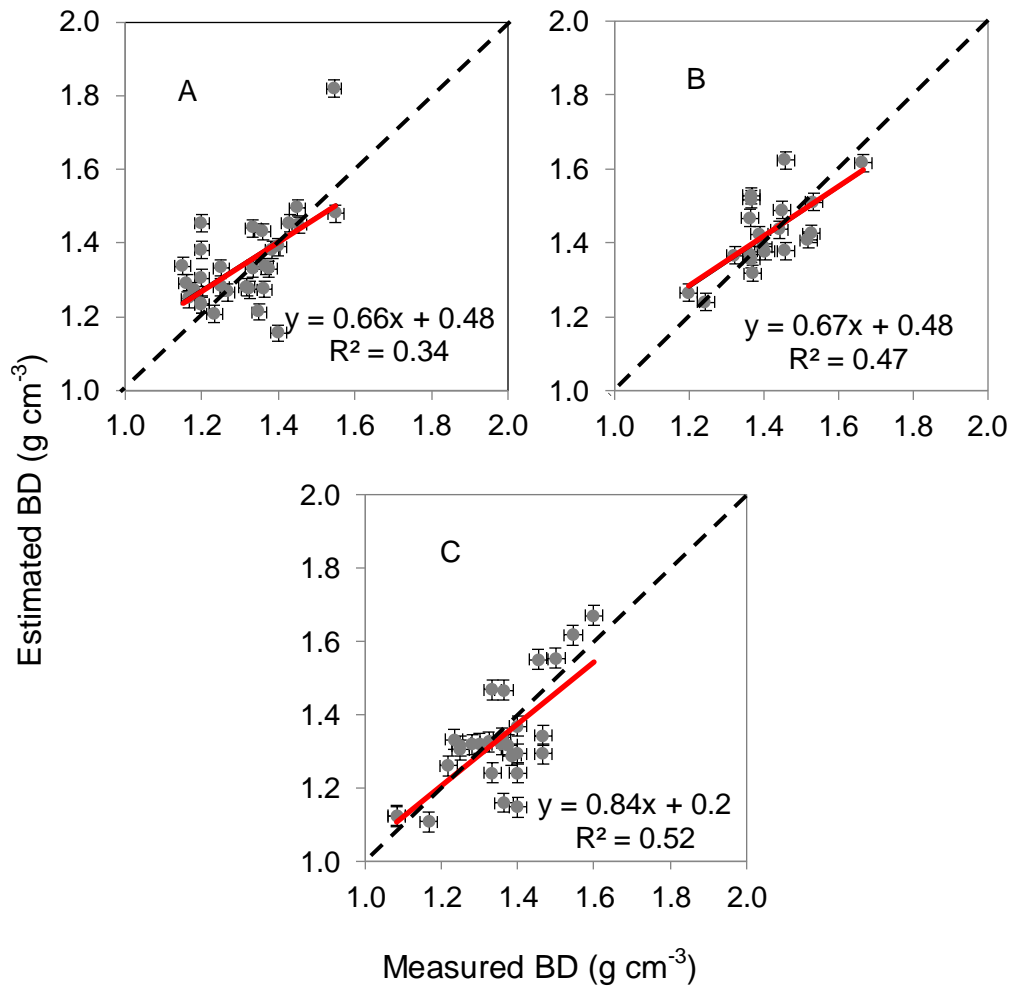 2.0
1.8
1.6
1.4
1.2
1.0
A
y = 0.66x + 0.48
R² = 0.34
1.0 1.2 1.4 1.6 1.8 2.0
2.0
1.8
1.6
1.4
1.2
1.0
B
y = 0.67x + 0.48
R² = 0.47
1.0 1.2 1.4 1.6 1.8 2.0
Estimated BD (g cm⁻³)
2.0
1.8
1.6
1.4
1.2
1.0
C
y = 0.84x + 0.2
R² = 0.52
1.0 1.2 1.4 1.6 1.8 2.0
Measured BD (g cm⁻³)